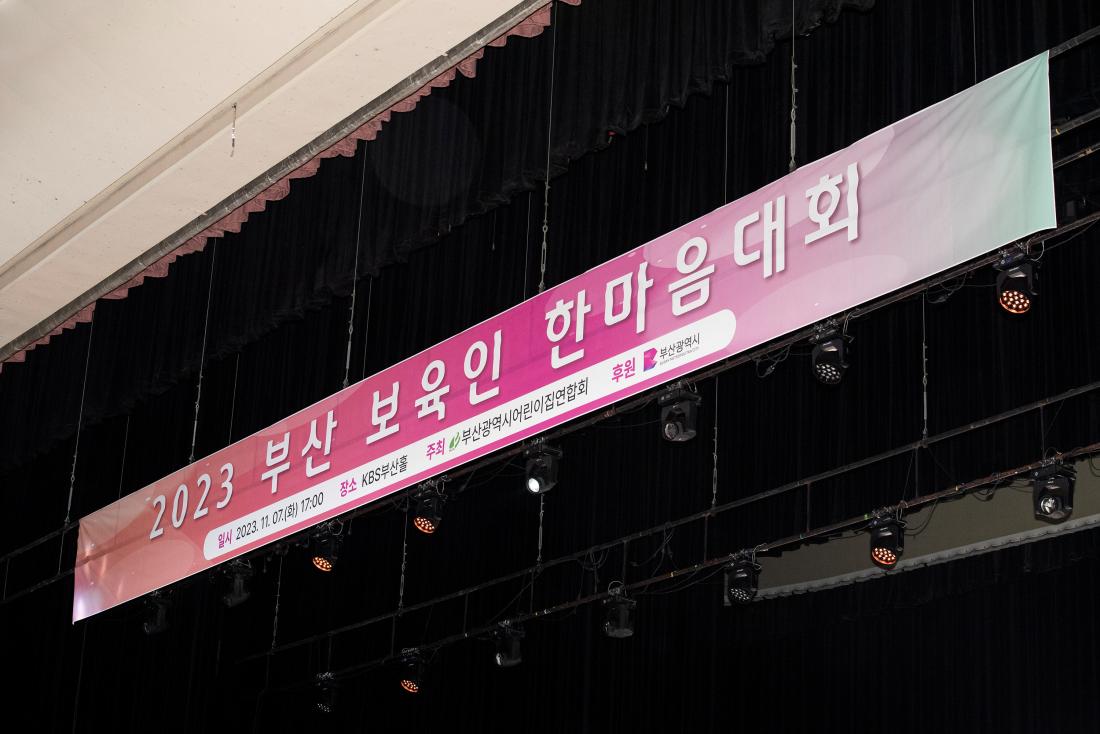 2023 부산 보육인 한마음대회
일시 2023. 11. 07.(화) 17:00 장소 KBS부산홀 주최 부산광역시어린이집연합회 후원 부산광역시